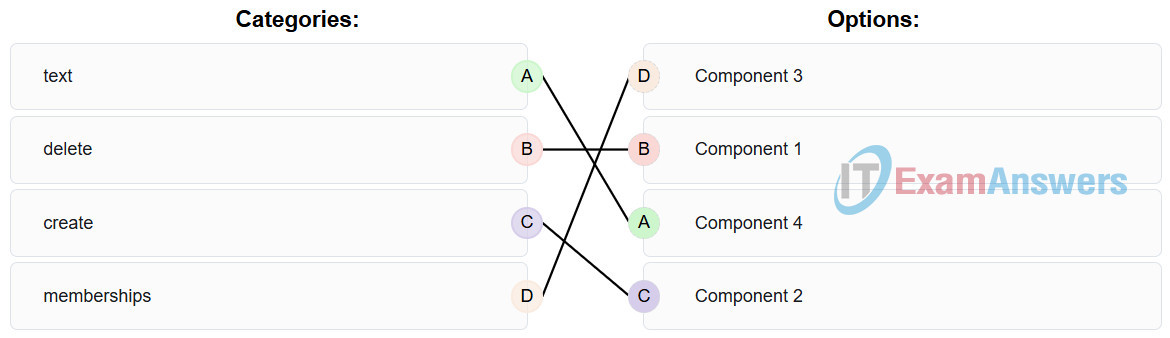 Categories: Options:
text A D Component 3
delete B B Component 1
create C A Component 4
memberships D C Component 2
ITExamAnswers